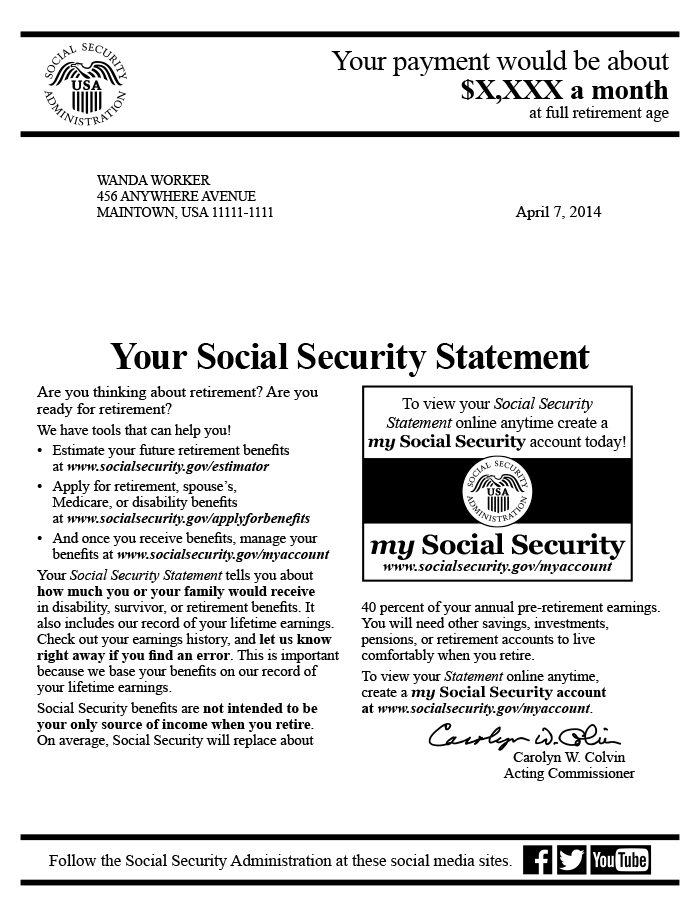 SOCIAL SECURITY ADMINISTRATION
USA
Your payment would be about
$X,XXX a month
at full retirement age
WANDA WORKER
456 ANYWHERE AVENUE
MAINTOWN, USA 11111-1111
April 7, 2014
Your Social Security Statement
Are you thinking about retirement? Are you
ready for retirement?
We have tools that can help you!
• Estimate your future retirement benefits
at www.socialsecurity.gov/estimator
• Apply for retirement, spouse's,
Medicare, or disability benefits
at www.socialsecurity.gov/applyforbenefits
• And once you receive benefits, manage your
benefits at www.socialsecurity.gov/myaccount
Your Social Security Statement tells you about
how much you or your family would receive
in disability, survivor, or retirement benefits. It
also includes our record of your lifetime earnings.
Check out your earnings history, and let us know
right away if you find an error. This is important
because we base your benefits on our record of
your lifetime earnings.
Social Security benefits are not intended to be
your only source of income when you retire.
On average, Social Security will replace about
To view your Social Security
Statement online anytime create a
my Social Security account today!
SOCIAL SECURITY ADMINISTRATION
USA
my Social Security
www.socialsecurity.gov/myaccount
40 percent of your annual pre-retirement earnings.
You will need other savings, investments,
pensions, or retirement accounts to live
comfortably when you retire.
To view your Statement online anytime,
create a my Social Security account
at www.socialsecurity.gov/myaccount.
Carolyn W. Colvin
Carolyn W. Colvin
Acting Commissioner
Follow the Social Security Administration at these social media sites.
f
YouTube